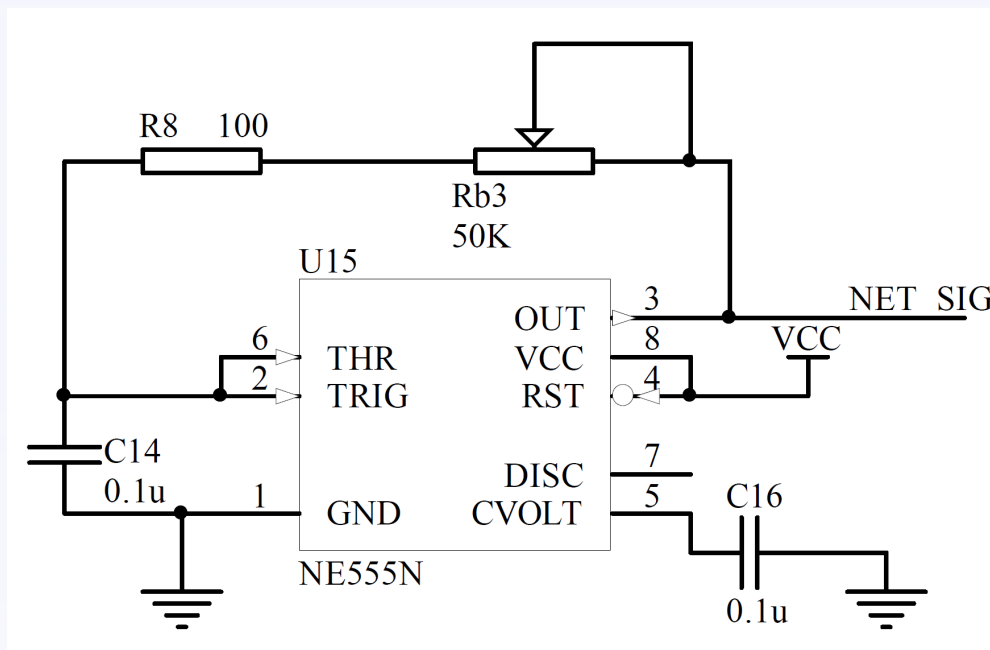 R8 100
Rb3
50K
U15
3
NET SIG
OUT
6
THR
VCC
8
VCC
2
TRIG
RST
4
C14
0.1u
DISC
7
1
GND
CVOLT
5
C16
NE555N
0.1u